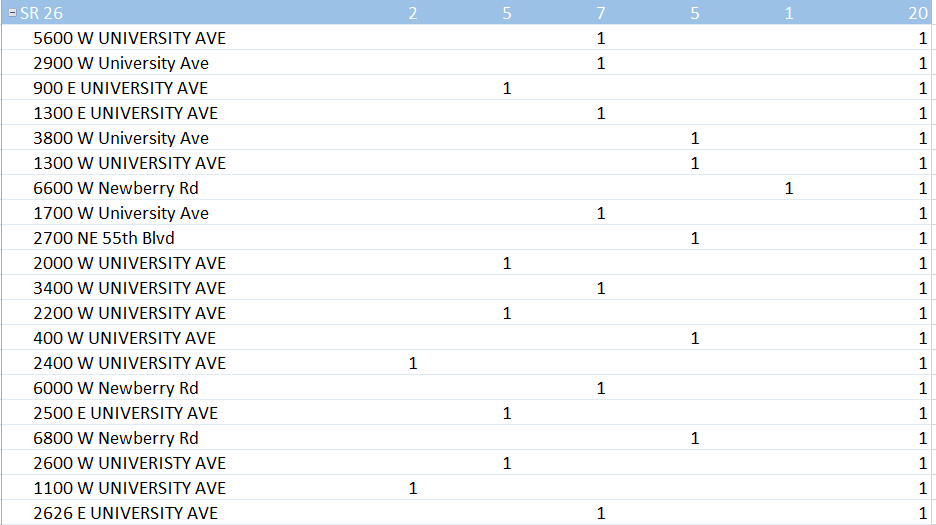 SR 26 2 5 7 5 1 20
5600 W UNIVERSITY AVE 1 1
2900 W University Ave 1 1
900 E UNIVERSITY AVE 1 1
1300 E UNIVERSITY AVE 1 1
3800 W University Ave 1 1
1300 W UNIVERSITY AVE 1 1
6600 W Newberry Rd 1 1
1700 W University Ave 1 1
2700 NE 55th Blvd 1 1
2000 W UNIVERSITY AVE 1 1
3400 W UNIVERSITY AVE 1 1
2200 W UNIVERSITY AVE 1 1
400 W UNIVERSITY AVE 1 1
2400 W UNIVERSITY AVE 1 1
6000 W Newberry Rd 1 1
2500 E UNIVERSITY AVE 1 1
6800 W Newberry Rd 1 1
2600 W UNIVERISTY AVE 1 1
1100 W UNIVERSITY AVE 1 1
2626 E UNIVERSITY AVE 1 1